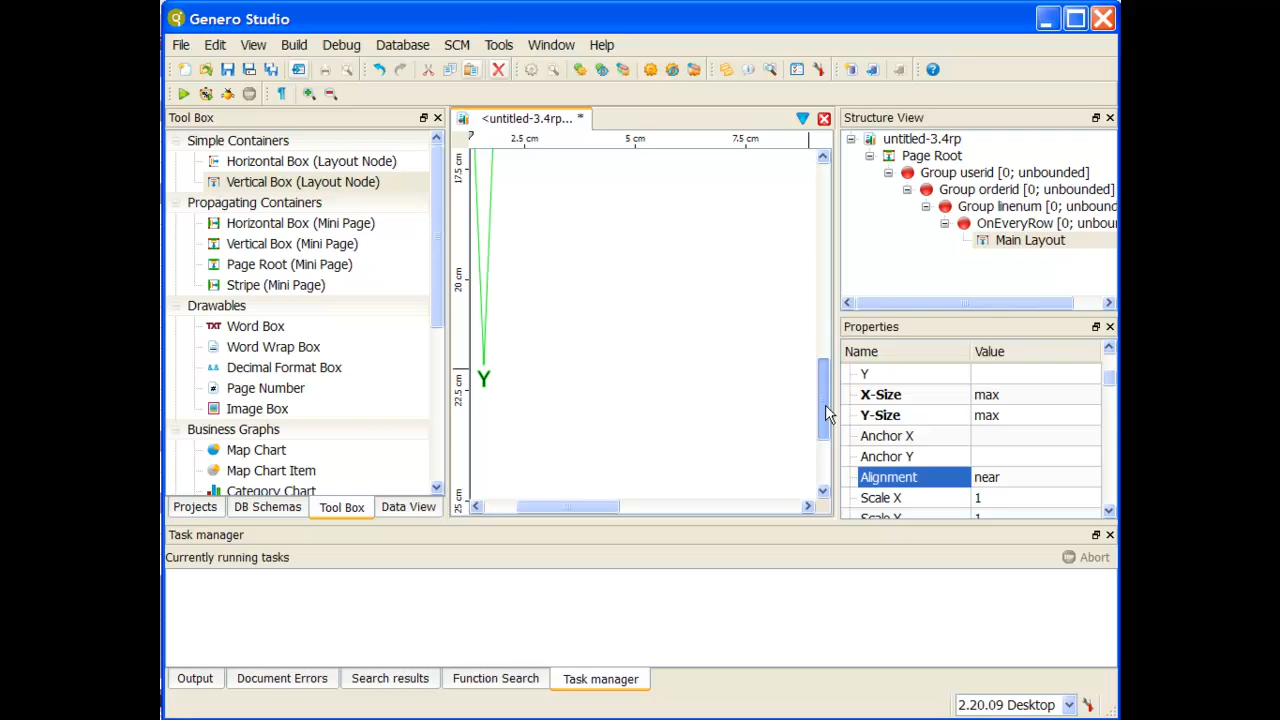 Genero Studio
File Edit View Build Debug Database SCM Tools Window Help
Tool Box
Simple Containers
Horizontal Box (Layout Node)
Vertical Box (Layout Node)
Propagating Containers
Horizontal Box (Mini Page)
Vertical Box (Mini Page)
Page Root (Mini Page)
Stripe (Mini Page)
Drawables
TXT Word Box
Word Wrap Box
Decimal Format Box
Page Number
Image Box
Business Graphs
Map Chart
Map Chart Item
Category Chart
Projects DB Schemas Tool Box Data View
<untitled-3.4rp... *
2.5 cm 5 cm 7.5 cm
17.5 cm
20 cm
22.5 cm
25 cm
Y
Structure View
untitled-3.4rp
Page Root
Group userid [0; unbounded]
Group orderid [0; unbounded]
Group linenum [0; unbound
OnEveryRow [0; unbou
Main Layout
Properties
Name Value
Y
X-Size max
Y-Size max
Anchor X
Anchor Y
Alignment near
Scale X 1
Scale Y 1
Task manager
Currently running tasks
Abort
Output Document Errors Search results Function Search Task manager
2.20.09 Desktop